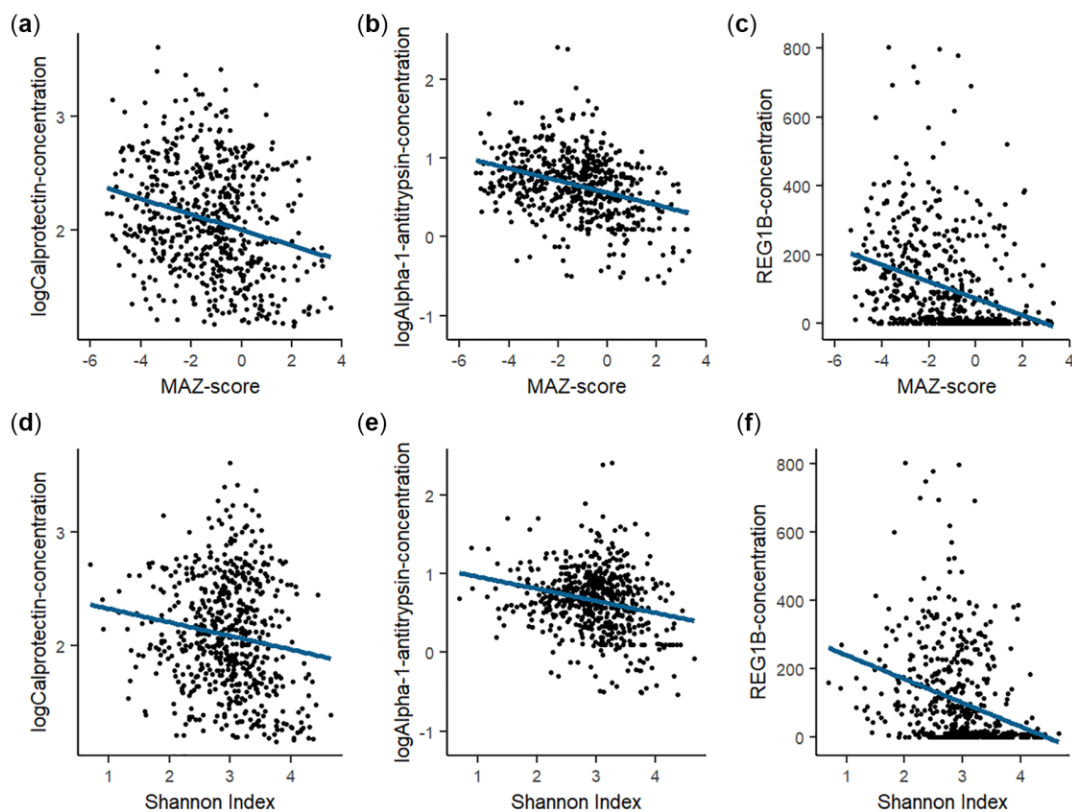 (a)
logCalprotectin-concentration
3
2
-6 -4 -2 0 2 4
MAZ-score
(b)
logAlpha-1-antitrypsin-concentration
2
1
0
-1
-6 -4 -2 0 2 4
MAZ-score
(c)
REG1B-concentration
800
600
400
200
0
-6 -4 -2 0 2 4
MAZ-score
(d)
logCalprotectin-concentration
3
2
1 2 3 4
Shannon Index
(e)
logAlpha-1-antitrypsin-concentration
2
1
0
-1
1 2 3 4
Shannon Index
(f)
REG1B-concentration
800
600
400
200
0
1 2 3 4
Shannon Index